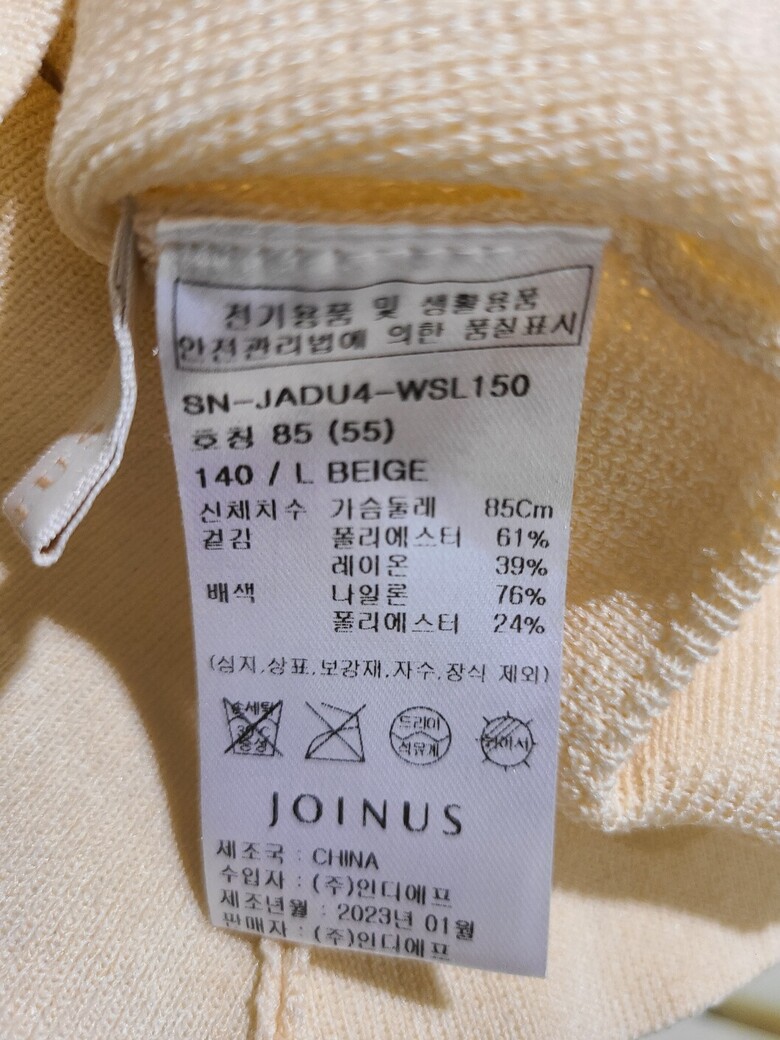 전기용품 및 생활용품
안전관리법에 의한 품질표시
SN-JADU4-WSL150
호칭 85 (55)
140 / L BEIGE
신체치수 가슴둘레 85Cm
겉감 폴리에스터 61%
레이온 39%
배색 나일론 76%
폴리에스터 24%
(심지,상표,보강재,자수,장식 제외)
드라이
석유계
뉘어서
JOINUS
제조국 : CHINA
수입자 : (주)인디에프
제조년월 : 2023년 01월
판매자 : (주)인디에프